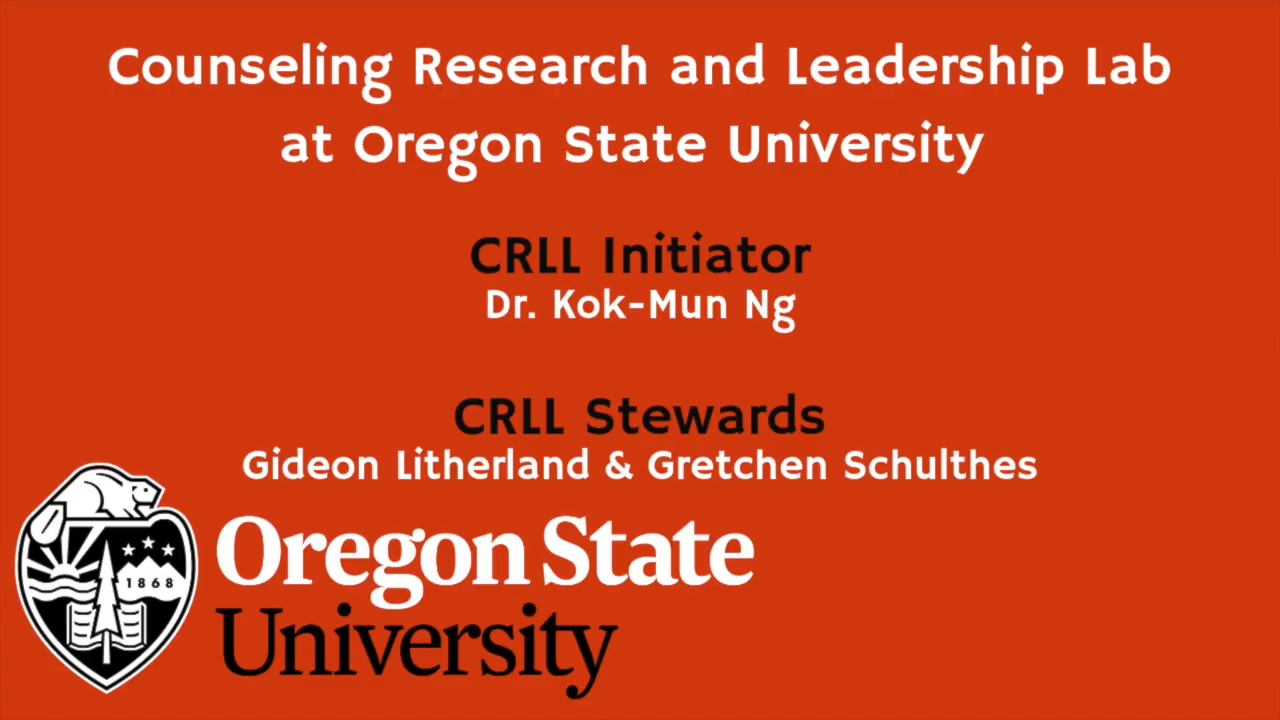 Counseling Research and Leadership Lab
at Oregon State University
CRLL Initiator
Dr. Kok-Mun Ng
CRLL Stewards
Gideon Litherland & Gretchen Schulthes
1868
Oregon State
University